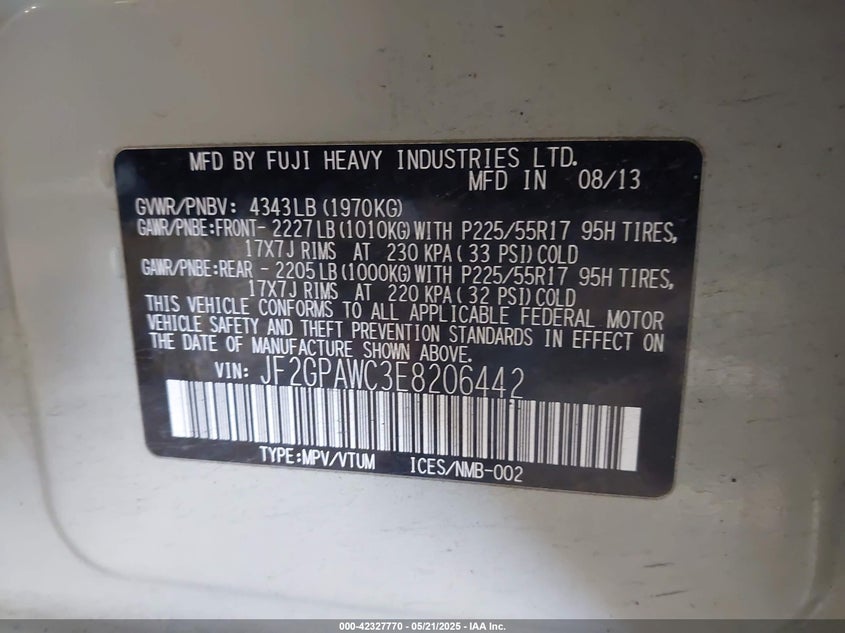 MFD BY FUJI HEAVY INDUSTRIES LTD.
MFD IN 08/13
GVWR/PNBV: 4343LB (1970KG)
GAWR/PNBE:FRONT- 2227LB (1010KG) WITH P225/55R17 95H TIRES,
17X7J RIMS AT 230 KPA ( 33 PSI) COLD
GAWR/PNBE:REAR - 2205LB (1000KG) WITH P225/55R17 95H TIRES,
17X7J RIMS AT 220 KPA ( 32 PSI) COLD
THIS VEHICLE CONFORMS TO ALL APPLICABLE FEDERAL MOTOR
VEHICLE SAFETY AND THEFT PREVENTION STANDARDS IN EFFECT ON
THE DATE OF MANUFACTURE SHOWN ABOVE.
VIN: JF2GPAWC3E8206442
TYPE:MPV/VTUM ICES/NMB-002
000-42327770 - 05/21/2025 - IAA Inc.